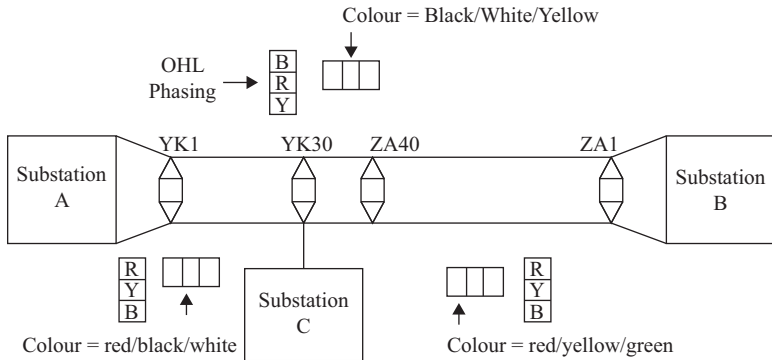 Colour = Black/White/Yellow
OHL
Phasing
B
R
Y
YK1
YK30
ZA40
ZA1
Substation
A
Substation
B
R
Y
B
Substation
C
R
Y
B
Colour = red/black/white
Colour = red/yellow/green